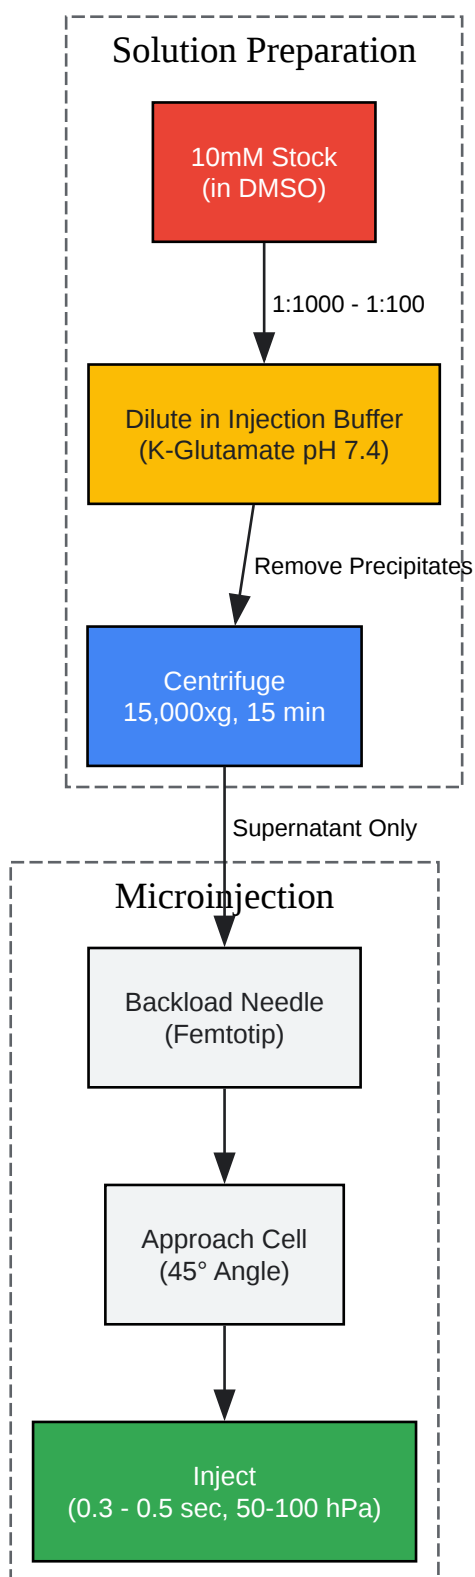 Solution Preparation
10mM Stock
(in DMSO)
1:1000 - 1:100
Dilute in Injection Buffer
(K-Glutamate pH 7.4)
Remove Precipitates
Centrifuge
15,000xg, 15 min
Supernatant Only
Microinjection
Backload Needle
(Femtotip)
Approach Cell
(45° Angle)
Inject
(0.3 - 0.5 sec, 50-100 hPa)